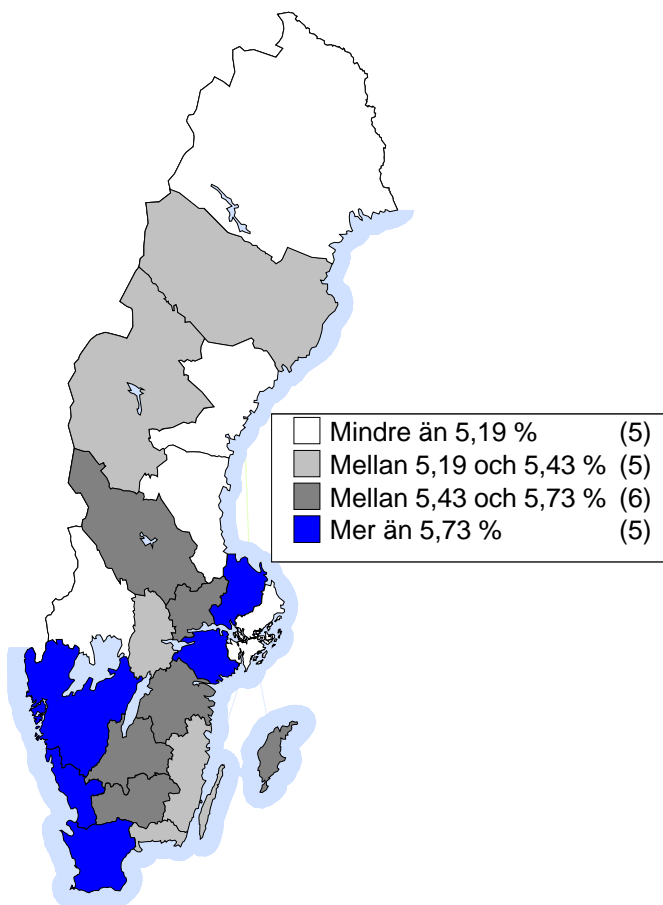 Mindre än 5,19 % (5)
Mellan 5,19 och 5,43 % (5)
Mellan 5,43 och 5,73 % (6)
Mer än 5,73 % (5)